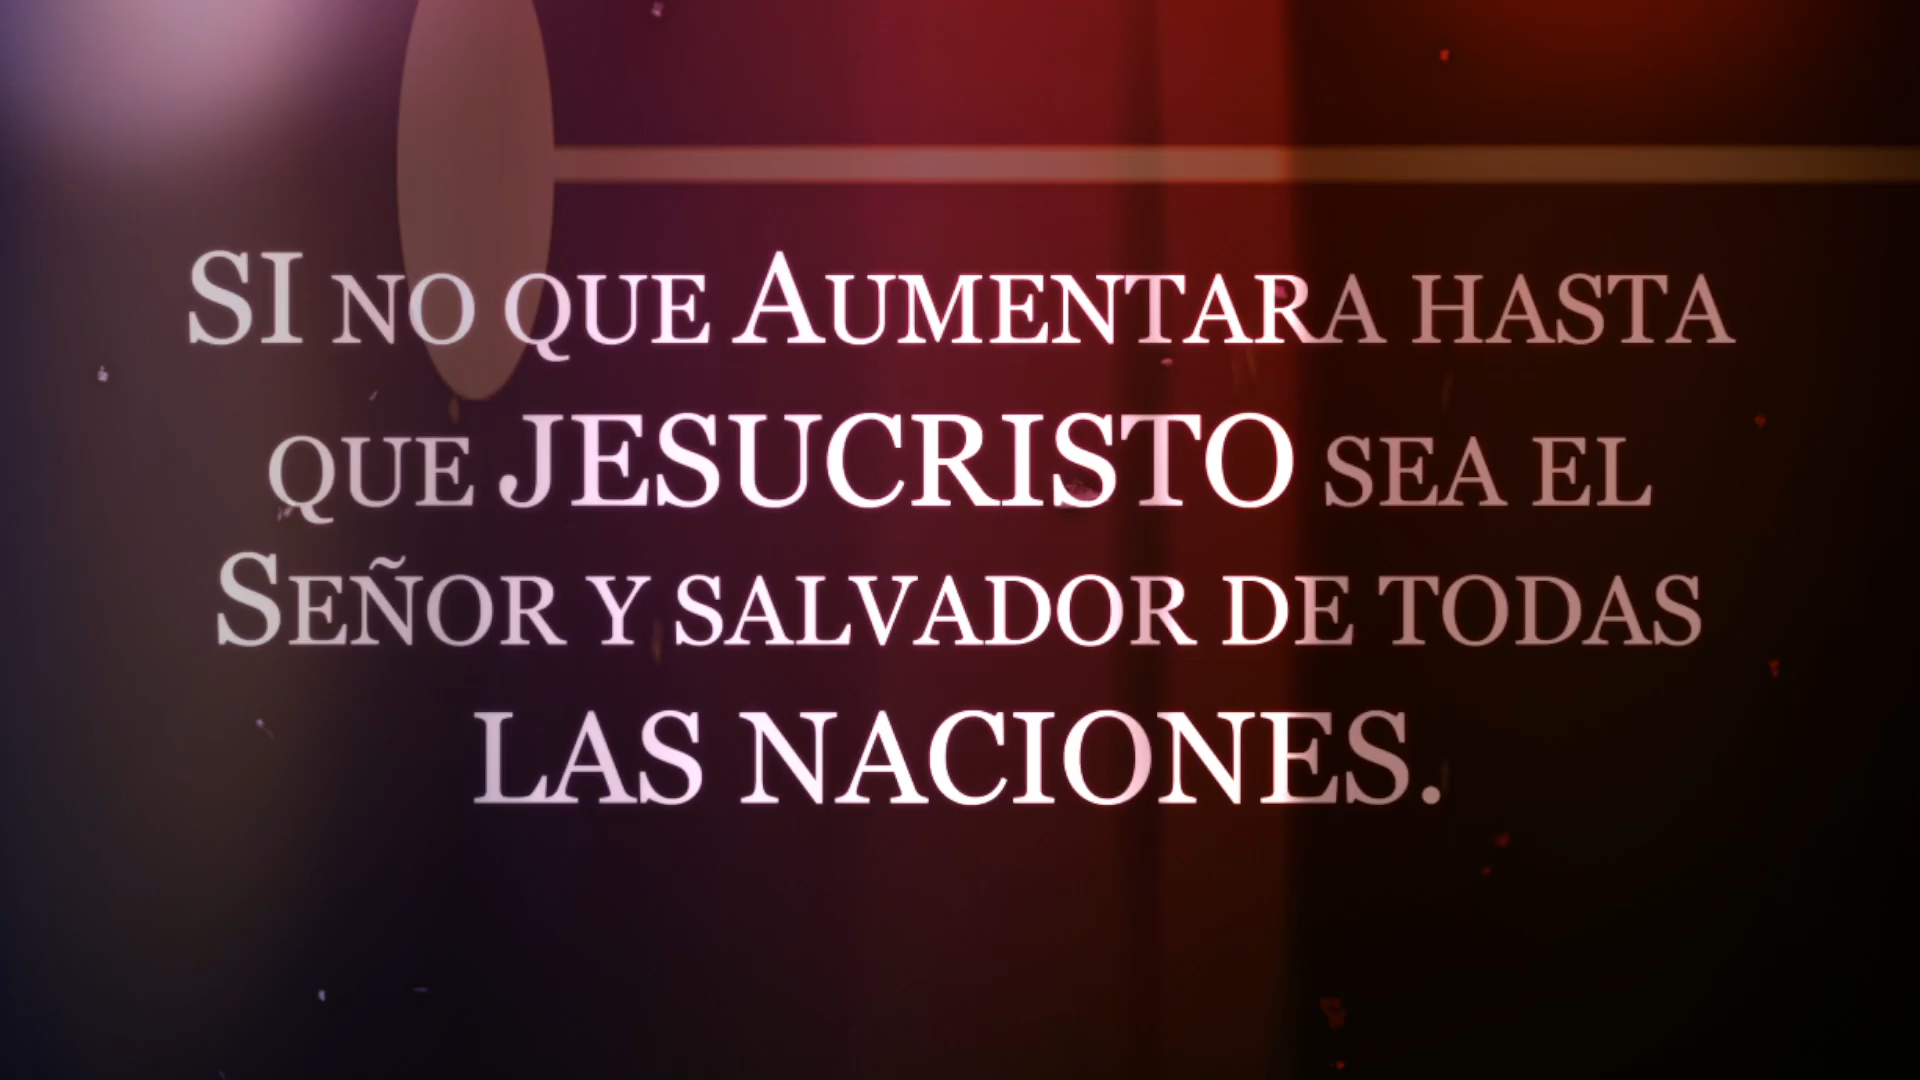 SI NO QUE AUMENTARA HASTA
QUE JESUCRISTO SEA EL
SEÑOR Y SALVADOR DE TODAS
LAS NACIONES.